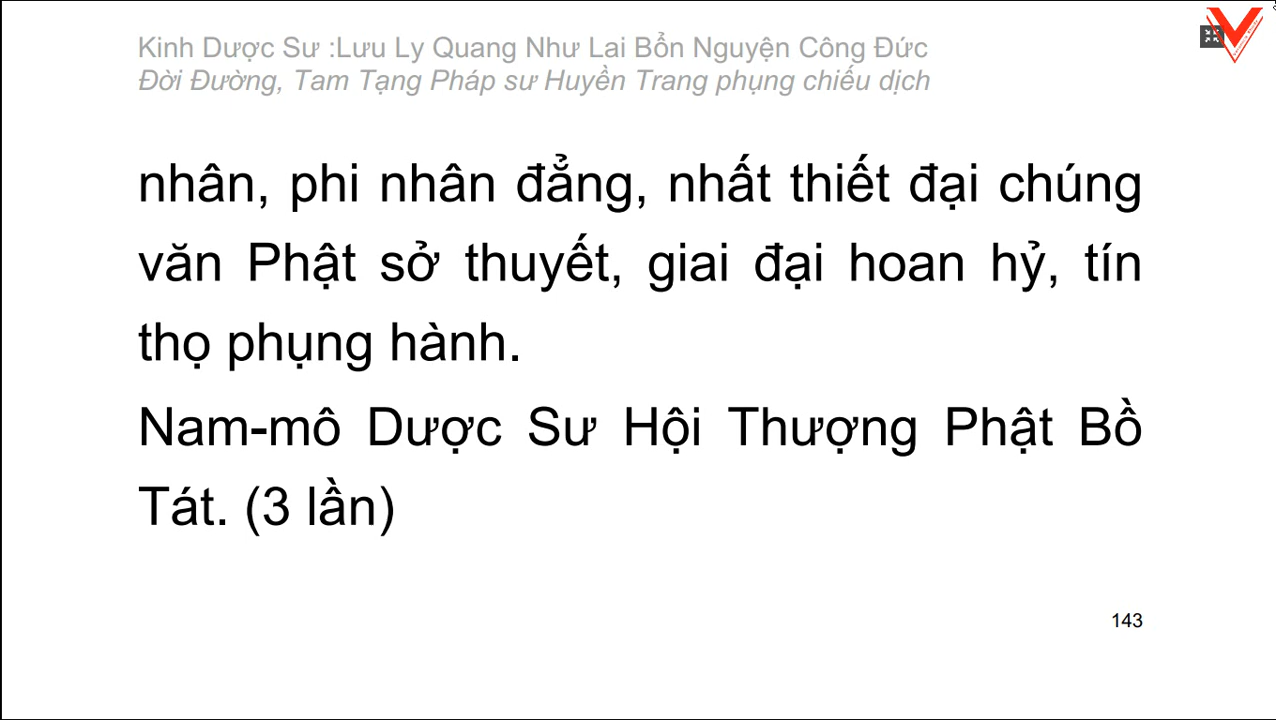 Kinh Dược Sư :Lưu Ly Quang Như Lai Bổn Nguyện Công Đức
Đời Đường, Tam Tạng Pháp sư Huyền Trang phụng chiếu dịch
nhân, phi nhân đẳng, nhất thiết đại chúng
văn Phật sở thuyết, giai đại hoan hỷ, tín
thọ phụng hành.
Nam-mô Dược Sư Hội Thượng Phật Bồ
Tát. (3 lần)
143